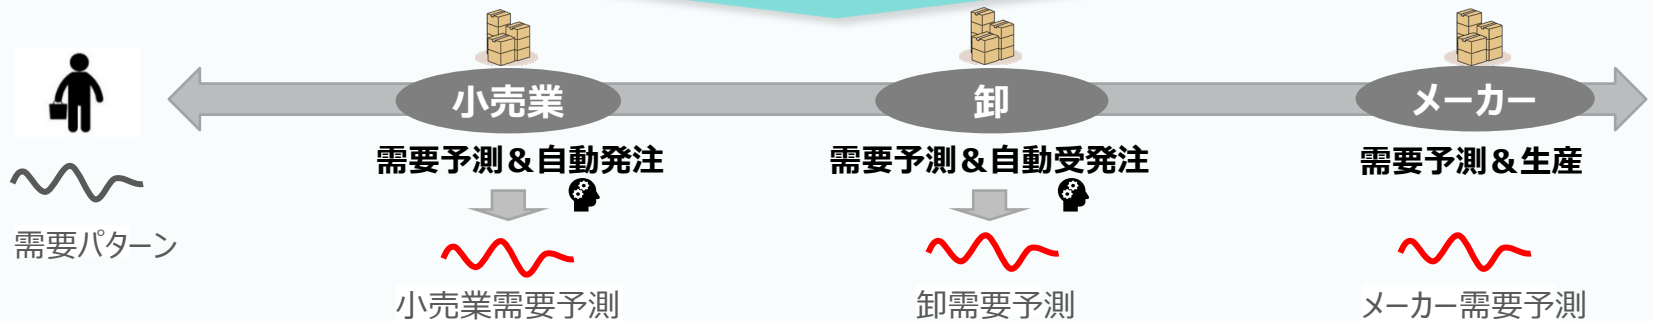 小売業
卸
メーカー
需要予測＆自動発注
需要予測＆自動受発注
需要予測＆生産
需要パターン
小売業需要予測
卸需要予測
メーカー需要予測